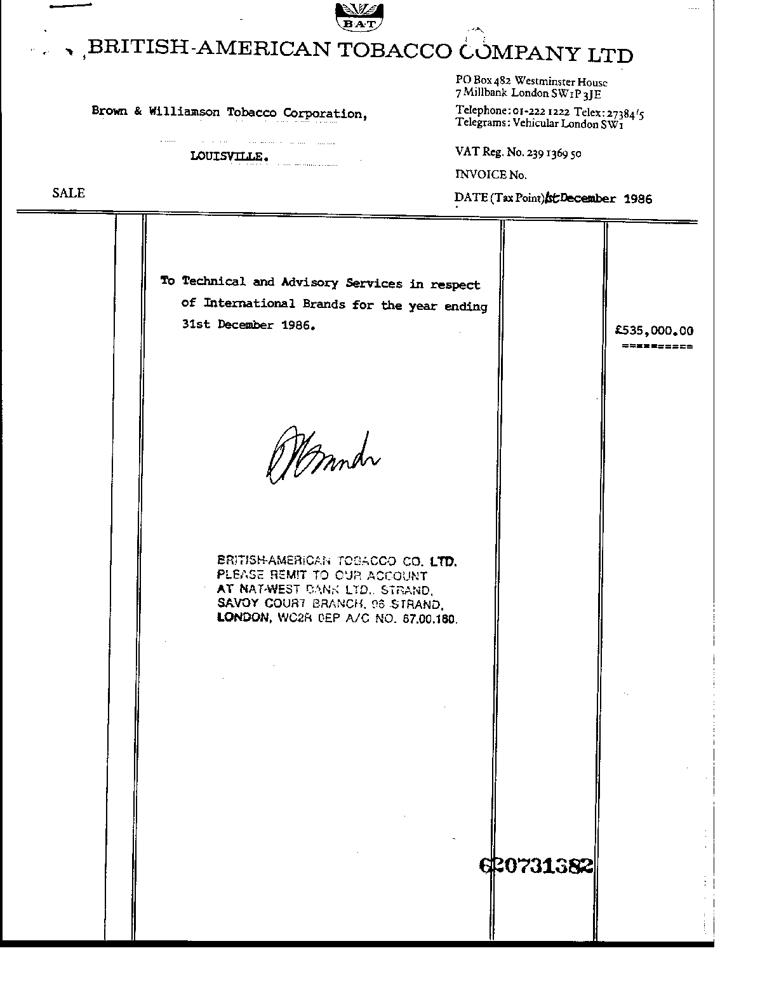 BAT
BRITISH-AMERICAN TOBACCO COMPANY LTD
PO Box 482 Westminster House
7 Millbank London SW1P 3JE
Brown & Williamson Tobacco Corporation,
Telephone: 01-222 1222 Telex: 27384/5
Telegrams: Vehicular London SW1
LOUISVILLE.
VAT Reg. No. 239 1369 50
INVOICE No.
SALE
DATE (Tax Point) 1st December 1986
To Technical and Advisory Services in respect
of International Brands for the year ending
31st December 1986.
£535,000.00
==========
BRITISH-AMERICAN TOBACCO CO. LTD.
PLEASE REMIT TO OUR ACCOUNT
AT NAT-WEST BANK LTD., STRAND,
SAVOY COURT BRANCH, STRAND,
LONDON, WC2R 0EP A/C NO. 67.00.180.
620731382